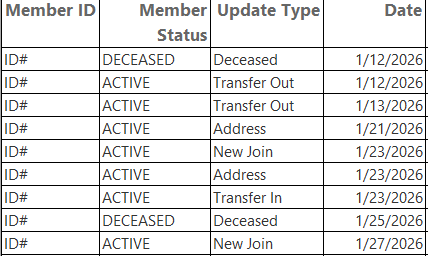 Member ID Member Status Update Type Date
ID# DECEASED Deceased 1/12/2026
ID# ACTIVE Transfer Out 1/12/2026
ID# ACTIVE Transfer Out 1/13/2026
ID# ACTIVE Address 1/21/2026
ID# ACTIVE New Join 1/23/2026
ID# ACTIVE Address 1/23/2026
ID# ACTIVE Transfer In 1/23/2026
ID# DECEASED Deceased 1/25/2026
ID# ACTIVE New Join 1/27/2026